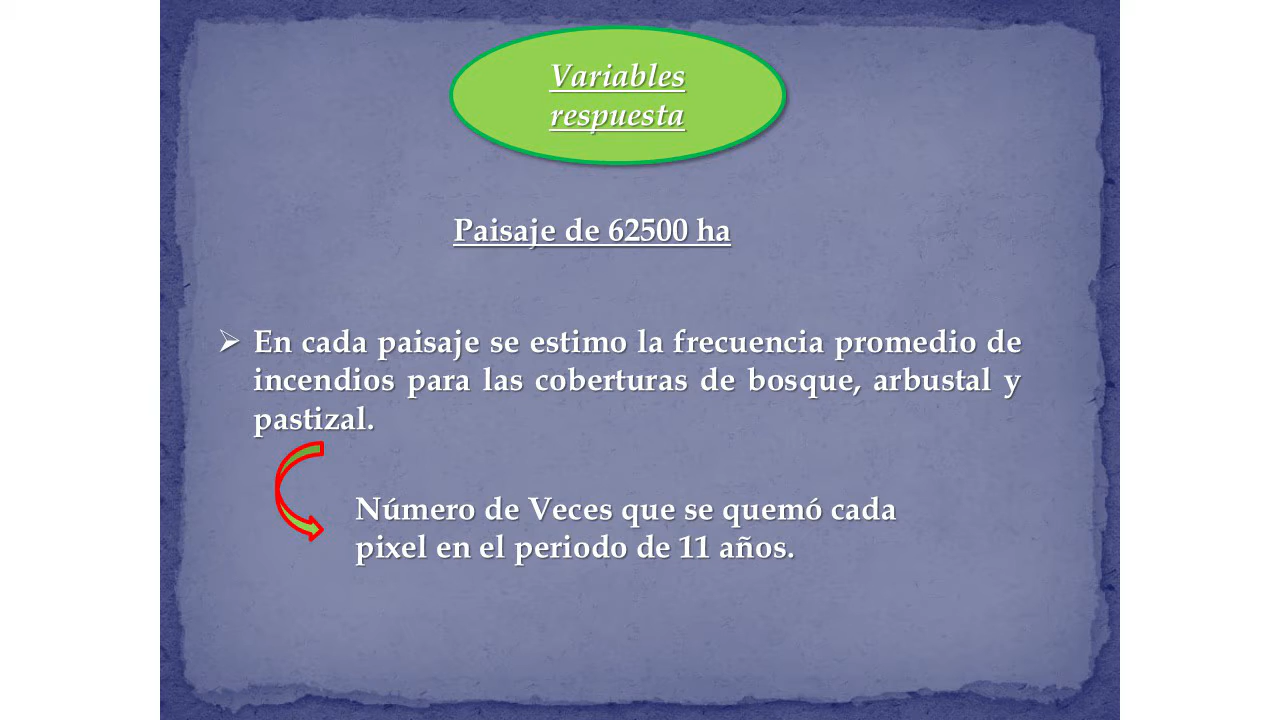 Variables
respuesta
Paisaje de 62500 ha
En cada paisaje se estimo la frecuencia promedio de
incendios para las coberturas de bosque, arbustal y
pastizal.
Número de Veces que se quemó cada
pixel en el periodo de 11 años.